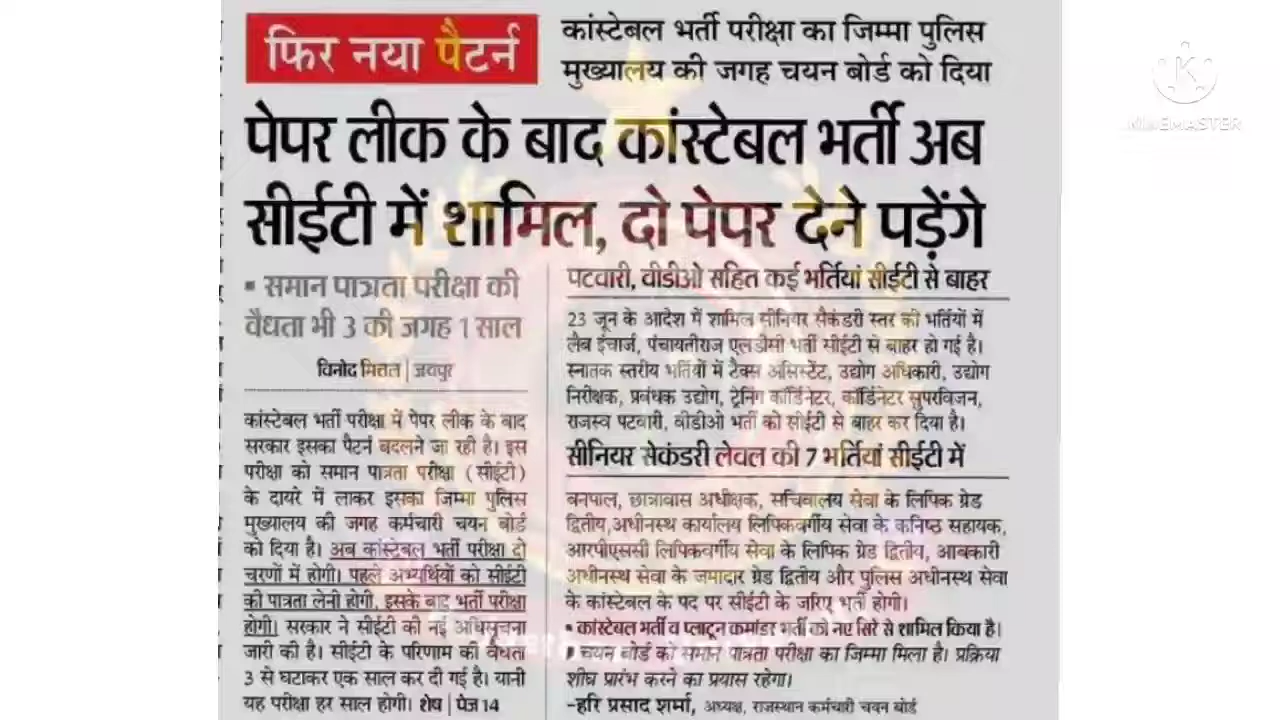 फिर नया पैटर्न
कांस्टेबल भर्ती परीक्षा का जिम्मा पुलिस
मुख्यालय की जगह चयन बोर्ड को दिया
पेपर लीक के बाद कांस्टेबल भर्ती अब
सीईटी में शामिल, दो पेपर देने पड़ेंगे
▪ समान पात्रता परीक्षा की
वैधता भी 3 की जगह 1 साल
विनोद मित्तल | जयपुर
कांस्टेबल भर्ती परीक्षा में पेपर लीक के बाद
सरकार इसका पैटर्न बदलने जा रही है। इस
परीक्षा को समान पात्रता परीक्षा (सीईटी)
के दायरे में लाकर इसका जिम्मा पुलिस
मुख्यालय की जगह कर्मचारी चयन बोर्ड
को दिया है। अब कांस्टेबल भर्ती परीक्षा दो
चरणों में होगी। पहले अभ्यर्थियों को सीईटी
की पात्रता लेनी होगी, इसके बाद भर्ती परीक्षा
होगी। सरकार ने सीईटी की नई अधिसूचना
जारी की है। सीईटी के परिणाम की वैधता
3 से घटाकर एक साल कर दी गई है। यानी
यह परीक्षा हर साल होगी। शेष | पेज 14
पटवारी, वीडीओ सहित कई भर्तियां सीईटी से बाहर
23 जून के आदेश में शामिल सीनियर सैकंडरी स्तर की भर्तियों में
लैब इंचार्ज, पंचायतीराज एलडीसी भर्ती सीईटी से बाहर हो गई है।
स्नातक स्तरीय भर्तियों में टैक्स असिस्टेंट, उद्योग अधिकारी, उद्योग
निरीक्षक, प्रबंधक उद्योग, ट्रेनिंग कॉर्डिनेटर, कॉर्डिनेटर सुपरविजन,
राजस्व पटवारी, वीडीओ भर्ती को सीईटी से बाहर कर दिया है।
सीनियर सेकंडरी लेवल की 7 भर्तियां सीईटी में
वनपाल, छात्रावास अधीक्षक, सचिवालय सेवा के लिपिक ग्रेड
द्वितीय,अधीनस्थ कार्यालय लिपिकवर्गीय सेवा के कनिष्ठ सहायक,
आरपीएससी लिपिकवर्गीय सेवा के लिपिक ग्रेड द्वितीय, आबकारी
अधीनस्थ सेवा के जमादार ग्रेड द्वितीय और पुलिस अधीनस्थ सेवा
के कांस्टेबल के पद पर सीईटी के जरिए भर्ती होगी।
▪ कांस्टेबल भर्ती व प्लाटून कमांडर भर्ती को नए सिरे से शामिल किया है।
▪ चयन बोर्ड को समान पात्रता परीक्षा का जिम्मा मिला है। प्रक्रिया
शीघ्र प्रारंभ करने का प्रयास रहेगा।
-हरि प्रसाद शर्मा, अध्यक्ष, राजस्थान कर्मचारी चयन बोर्ड
KINEMASTER